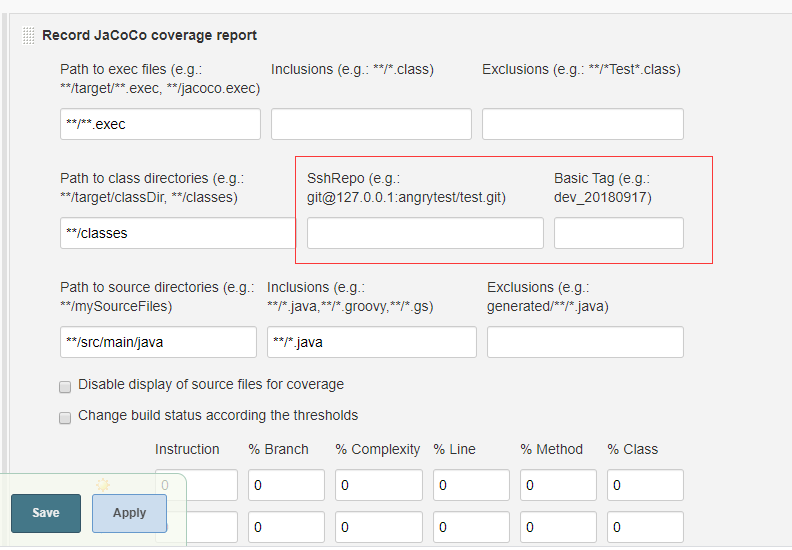 Record JaCoCo coverage report
Path to exec files (e.g.:
**/target/**.exec, **/jacoco.exec)
Inclusions (e.g.: **/*.class)
Exclusions (e.g.: **/*Test*.class)
**/**.exec
Path to class directories (e.g.:
**/target/classDir, **/classes)
SshRepo (e.g.:
git@127.0.0.1:angrytest/test.git)
Basic Tag (e.g.:
dev_20180917)
**/classes
Path to source directories (e.g.:
**/mySourceFiles)
Inclusions (e.g.:
**/*.java,**/*.groovy,**/*.gs)
Exclusions (e.g.:
generated/**/*.java)
**/src/main/java
**/*.java
Disable display of source files for coverage
Change build status according the thresholds
Instruction % Branch % Complexity % Line % Method % Class
0 0 0 0 0 0
0 0 0 0 0
Save Apply